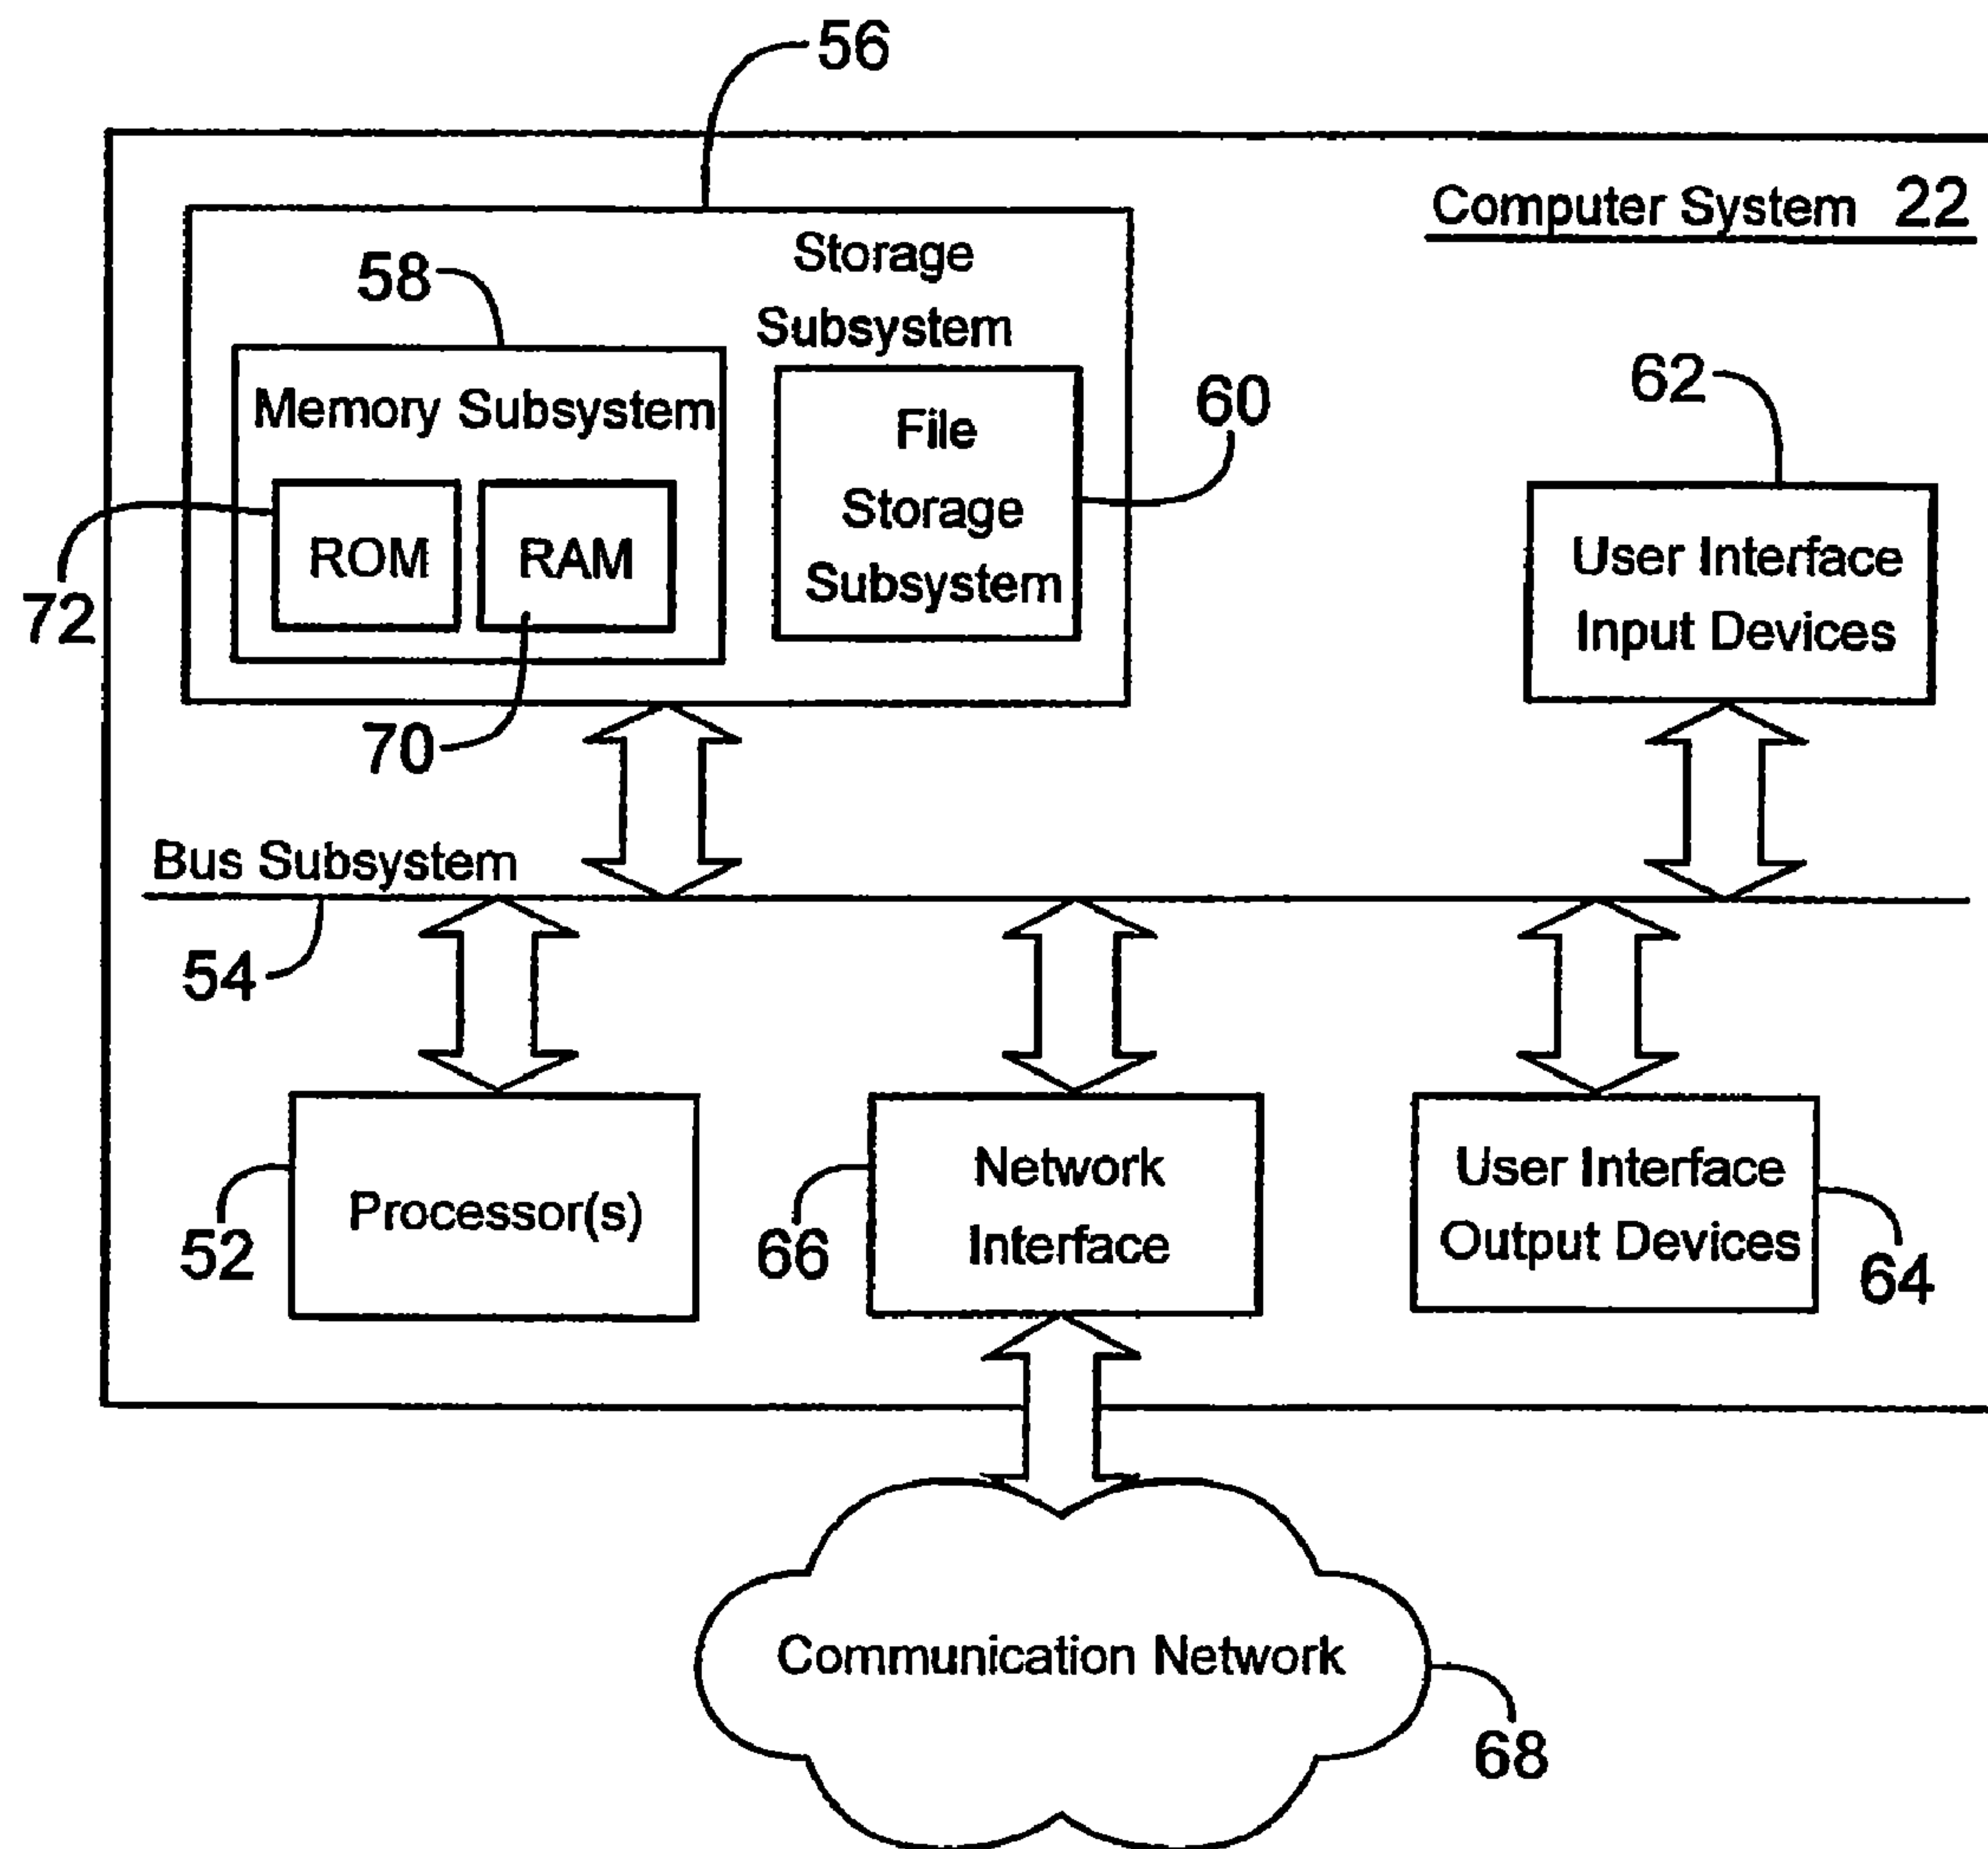 56
Computer System 22
Storage
Subsystem
58
Memory Subsystem
62
60
File
Storage
Subsystem
ROM
RAM
72
User Interface
Input Devices
70
Bus Subsystem
54
Processor(s)
52
Network
Interface
66
User Interface
Output Devices
64
Communication Network
68